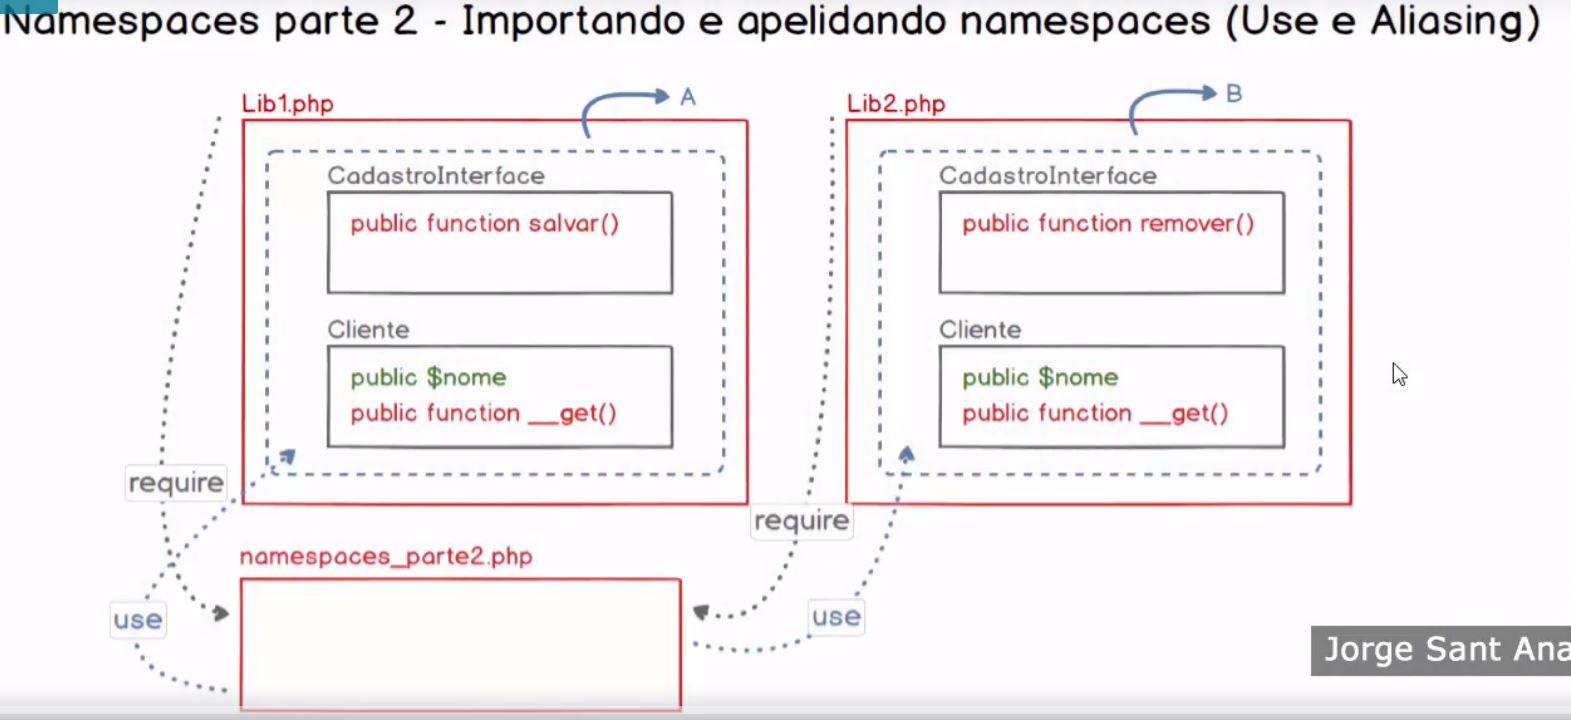 Namespaces parte 2 - Importando e apelidando namespaces (Use e Aliasing)
Lib1.php
A
CadastroInterface
public function salvar()
Cliente
public $nome
public function __get()
Lib2.php
B
CadastroInterface
public function remover()
Cliente
public $nome
public function __get()
require
require
namespaces_parte2.php
use
use
Jorge Sant Ana